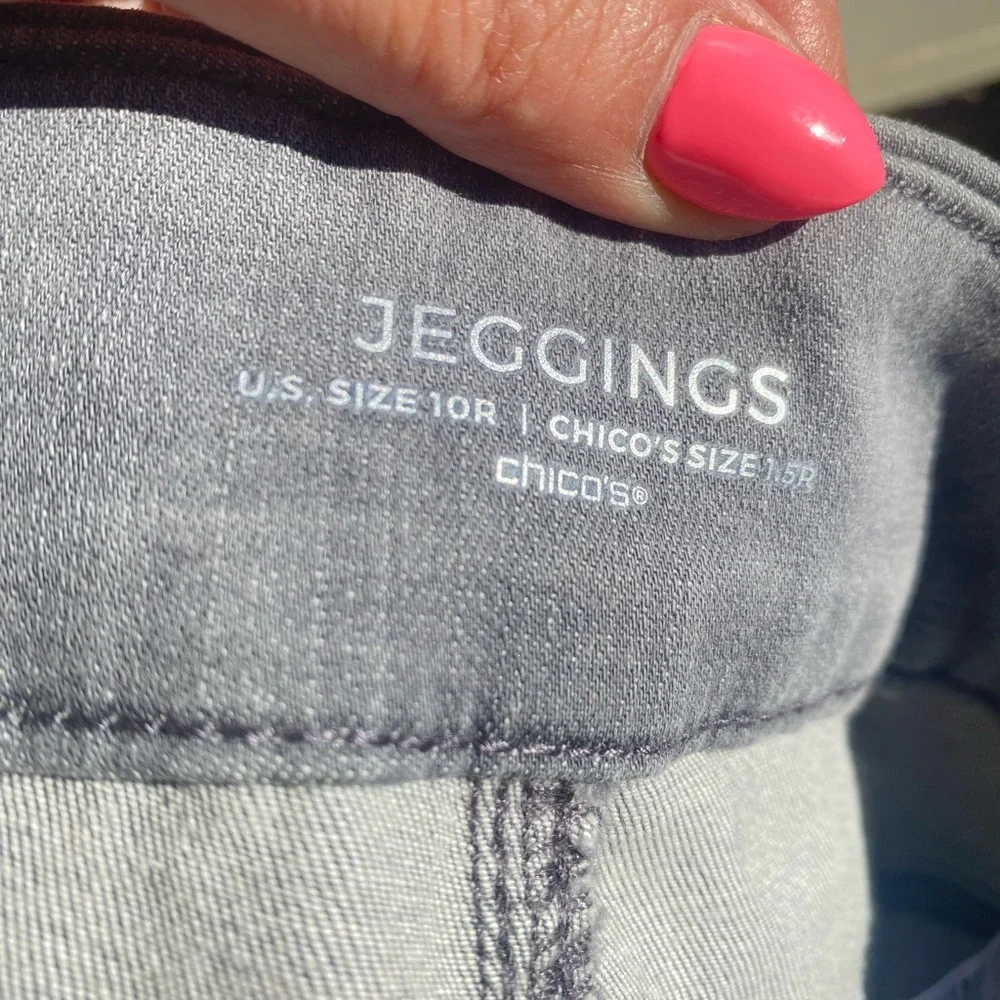 JEGGINGS
U.S. SIZE 10R | CHICO'S SIZE 1.5R
chico's®